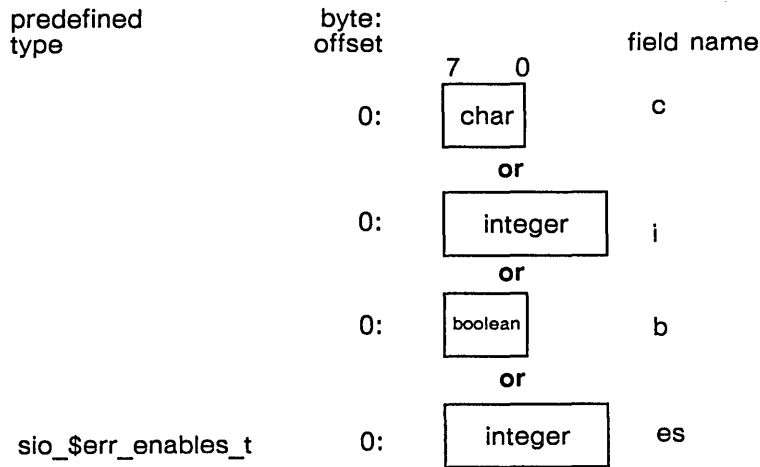 predefined byte:
type offset field name
7 0
0: char c
or
0: integer i
or
0: boolean b
or
sio_$err_enables_t 0: integer es